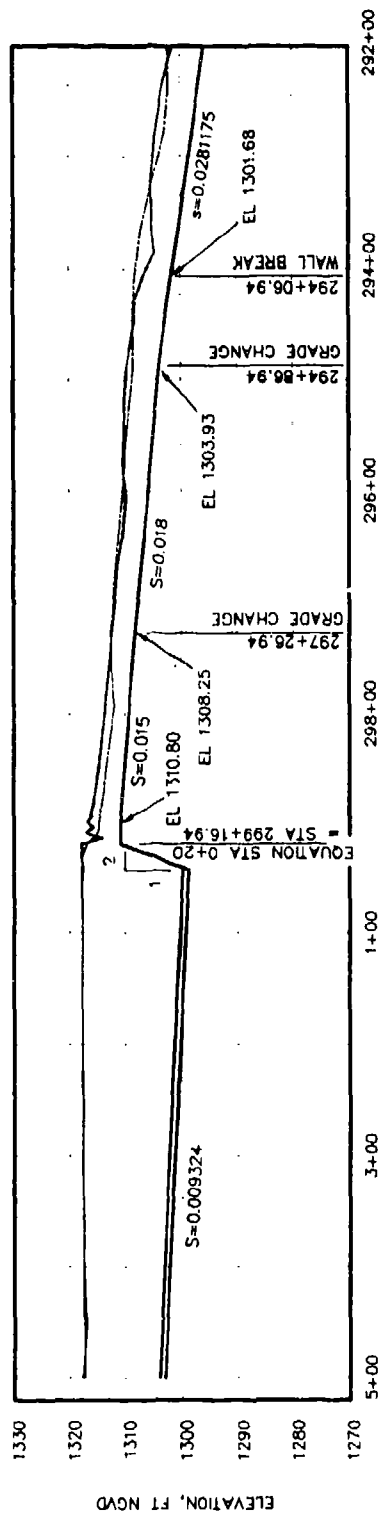 ELEVATION, FT NGVD
1330
1320
1310
1300
1290
1280
1270
5+00
3+00
1+00
298+00
296+00
294+00
292+00
S=0.009324
2
1
EQUATION STA 0+20
= STA 299+16.94
EL 1310.80
S=0.015
EL 1308.25
297+26.94
GRADE CHANGE
S=0.018
EL 1303.93
294+86.94
GRADE CHANGE
294+06.94
WALL BREAK
EL 1301.68
s=0.0281175